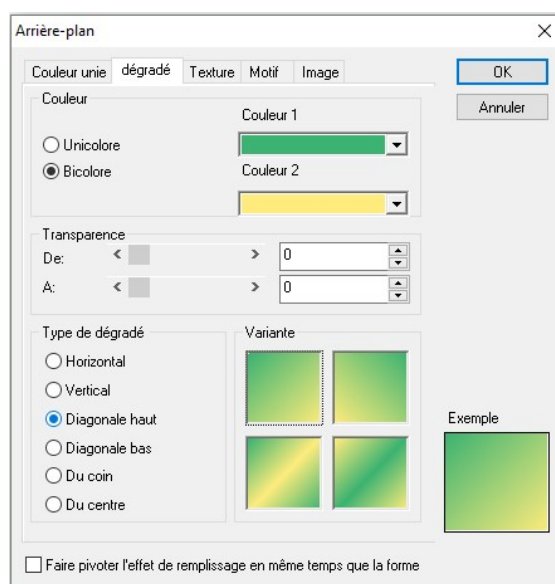 Arrière-plan
Couleur unie dégradé Texture Motif Image
OK
Annuler
Couleur
Couleur 1
Unicolore
Bicolore
Couleur 2
Transparence
De: 0
A: 0
Type de dégradé
Horizontal
Vertical
Diagonale haut
Diagonale bas
Du coin
Du centre
Variante
Exemple
Faire pivoter l'effet de remplissage en même temps que la forme